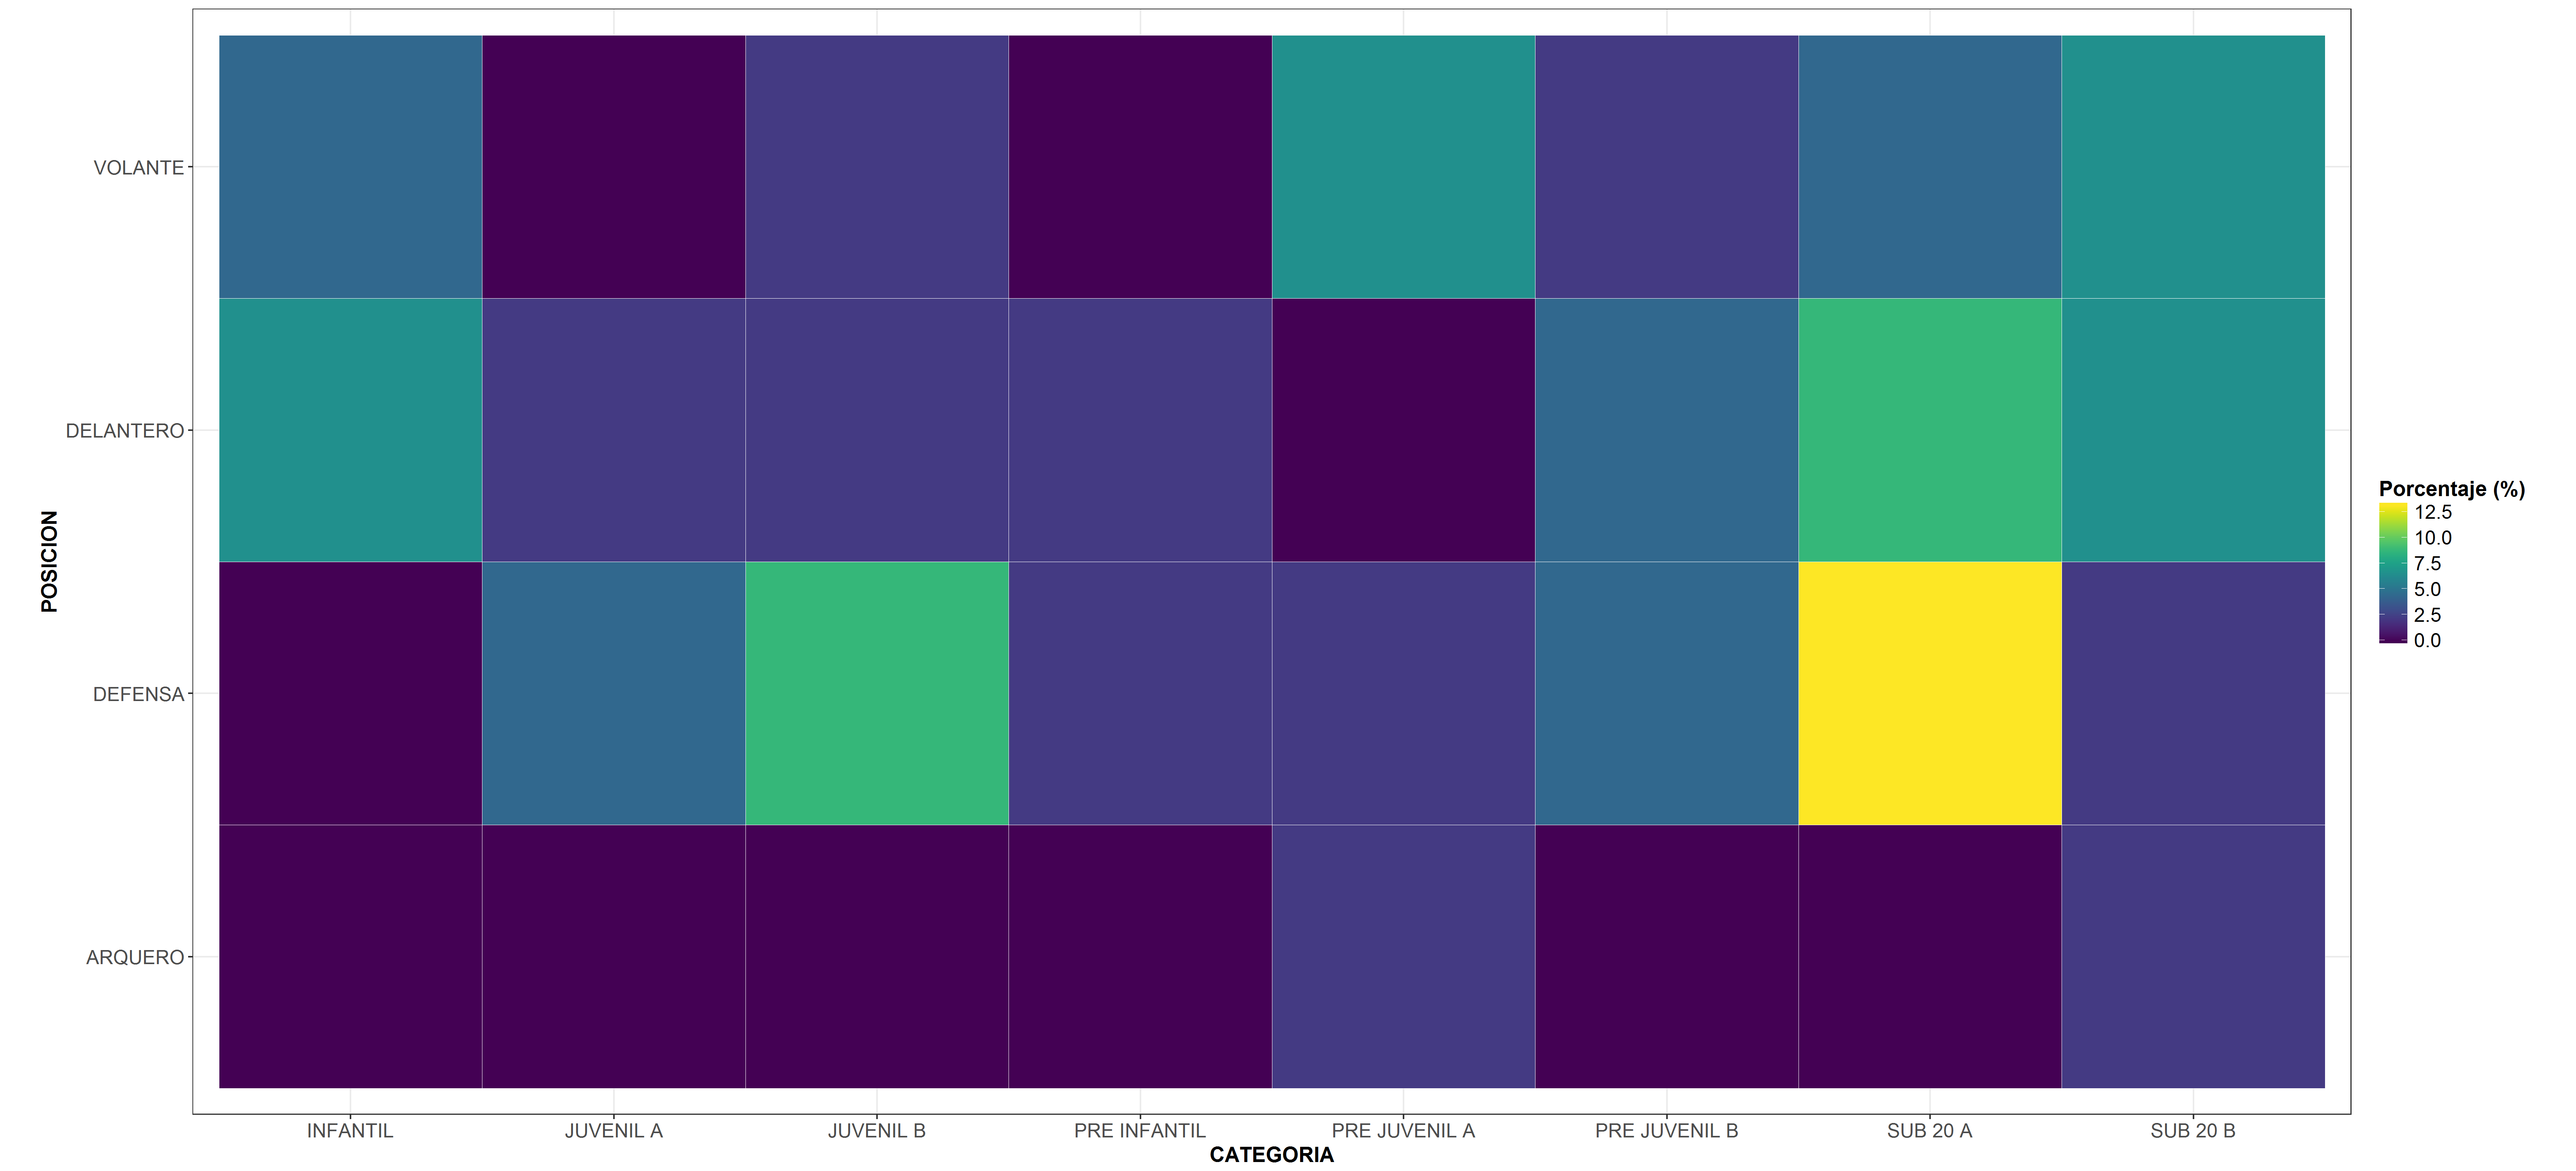 VOLANTE
DELANTERO
DEFENSA
ARQUERO
POSICION
INFANTIL
JUVENIL A
JUVENIL B
PRE INFANTIL
PRE JUVENIL A
PRE JUVENIL B
SUB 20 A
SUB 20 B
CATEGORIA
Porcentaje (%)
12.5
10.0
7.5
5.0
2.5
0.0